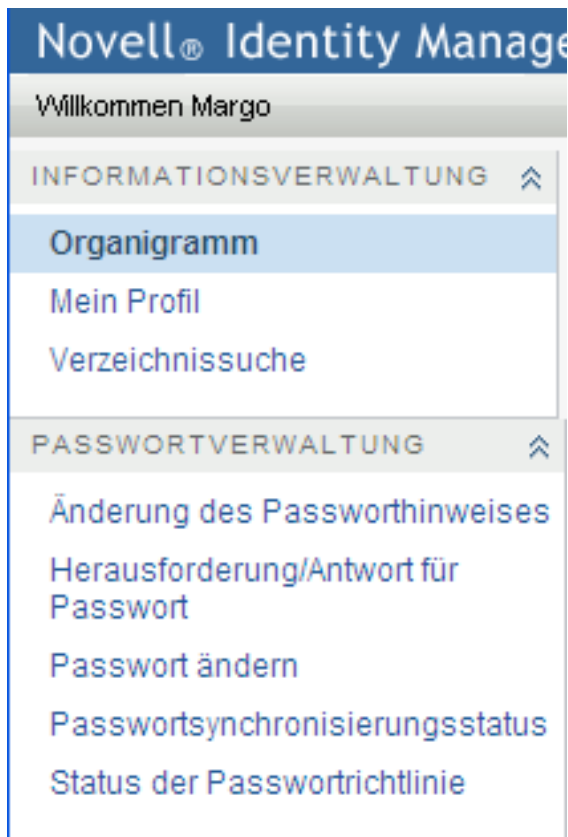 Novell® Identity Manage
Willkommen Margo
INFORMATIONSVERWALTUNG
Organigramm
Mein Profil
Verzeichnissuche
PASSWORTVERWALTUNG
Änderung des Passworthinweises
Herausforderung/Antwort für
Passwort
Passwort ändern
Passwortsynchronisierungsstatus
Status der Passwortrichtlinie